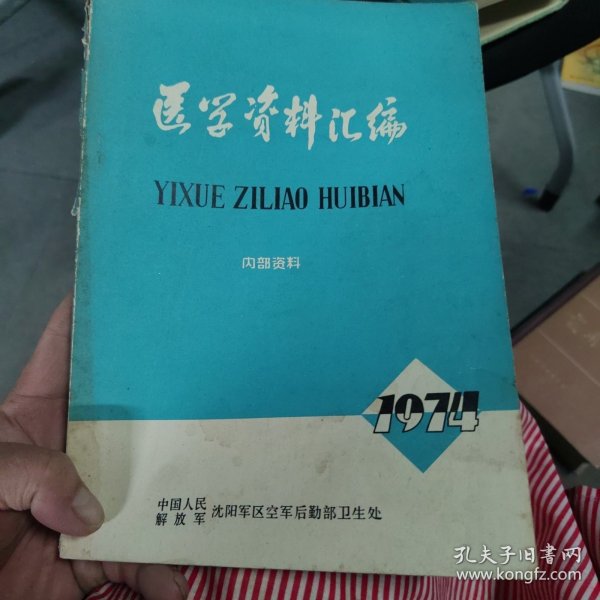 医学资料汇编
YIXUE ZILIAO HUIBIAN
内部资料
1974
中国人民
解放军 沈阳军区空军后勤部卫生处
孔夫子旧书网
www.kongfz.com